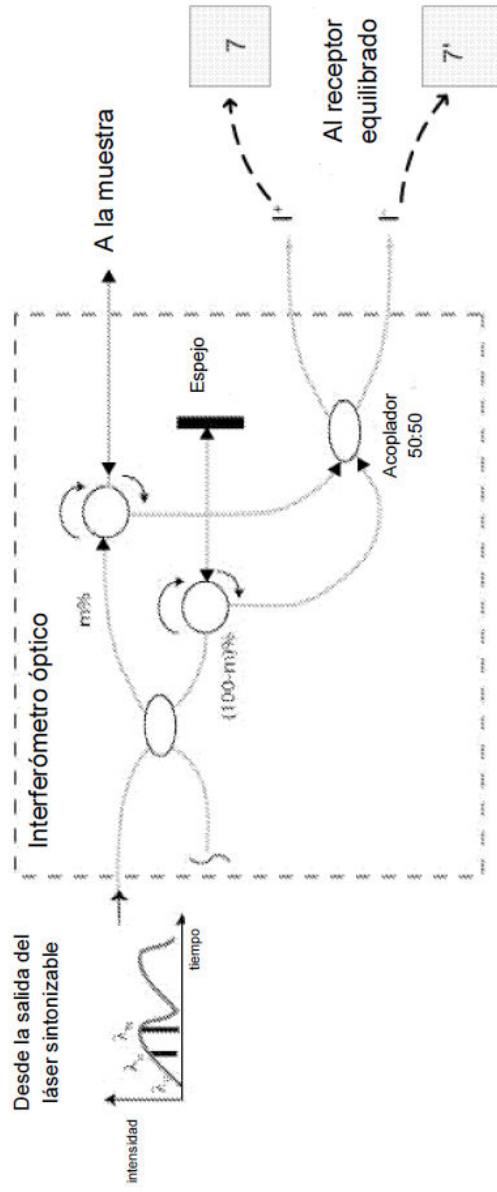 Desde la salida del
láser sintonizable
intensidad
tiempo
Interferómetro óptico
m%
(100-m)%
A la muestra
Espejo
Acoplador
50:50
I+
I-
Al receptor
equilibrado
7
7'